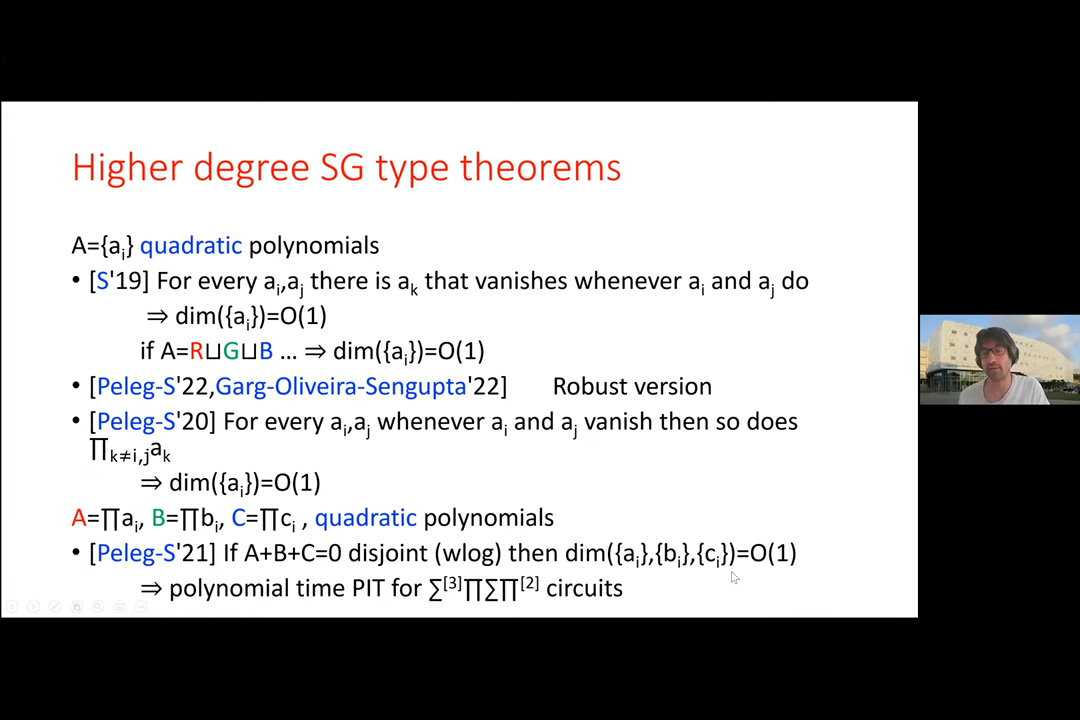 Higher degree SG type theorems
A={aᵢ} quadratic polynomials
• [S'19] For every aᵢ,aⱼ there is aₖ that vanishes whenever aᵢ and aⱼ do
⇒ dim({aᵢ})=O(1)
if A=R⊔G⊔B ... ⇒ dim({aᵢ})=O(1)
• [Peleg-S'22,Garg-Oliveira-Sengupta'22] Robust version
• [Peleg-S'20] For every aᵢ,aⱼ whenever aᵢ and aⱼ vanish then so does
∏ₖ≠ᵢ,ⱼaₖ
⇒ dim({aᵢ})=O(1)
A=∏aᵢ, B=∏bᵢ, C=∏cᵢ , quadratic polynomials
• [Peleg-S'21] If A+B+C=0 disjoint (wlog) then dim({aᵢ},{bᵢ},{cᵢ})=O(1)
⇒ polynomial time PIT for ∑[3]∏∑∏[2] circuits